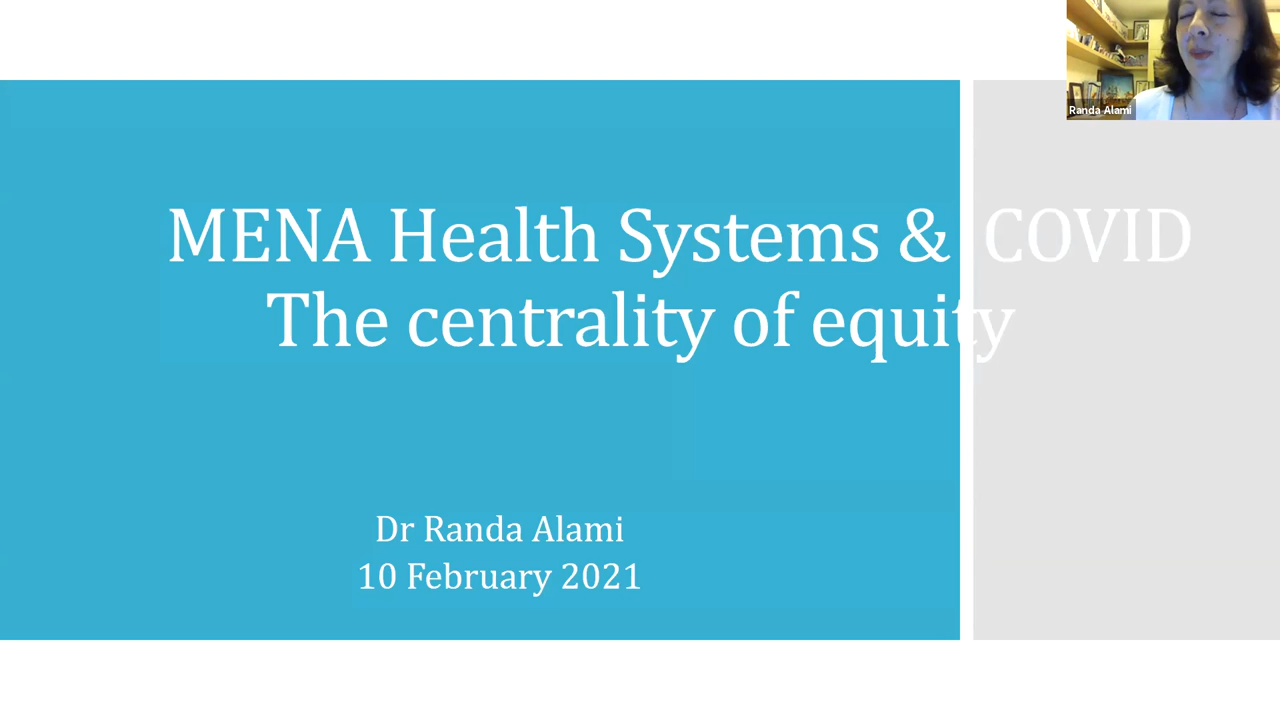 Randa Alami
MENA Health Systems & COVID
The centrality of equity
Dr Randa Alami
10 February 2021